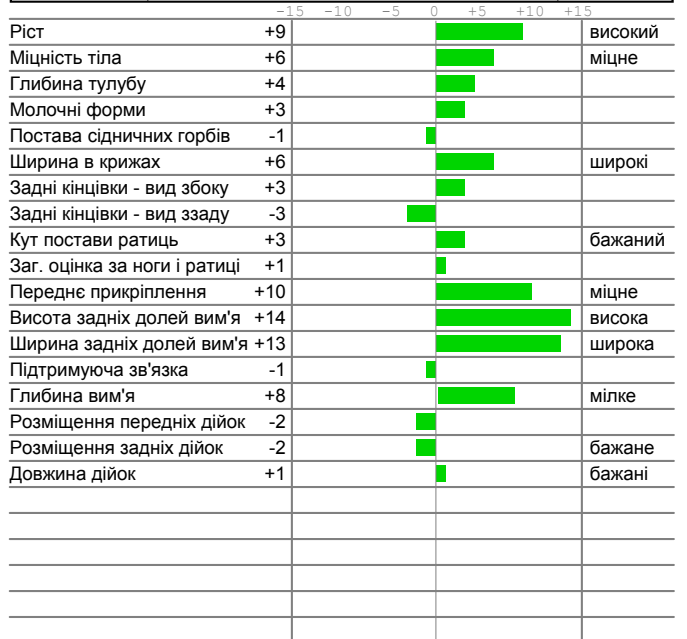 -15 -10 -5 0 +5 +10 +15
Ріст +9 високий
Міцність тіла +6 міцне
Глибина тулубу +4
Молочні форми +3
Постава сідничних горбів -1
Ширина в крижах +6 широкі
Задні кінцівки - вид збоку +3
Задні кінцівки - вид ззаду -3
Кут постави ратиць +3 бажаний
Заг. оцінка за ноги і ратиці +1
Переднє прикріплення +10 міцне
Висота задніх долей вим'я +14 висока
Ширина задніх долей вим'я +13 широка
Підтримуюча зв'язка -1
Глибина вим'я +8 мілке
Розміщення передніх дійок -2
Розміщення задніх дійок -2 бажане
Довжина дійок +1 бажані